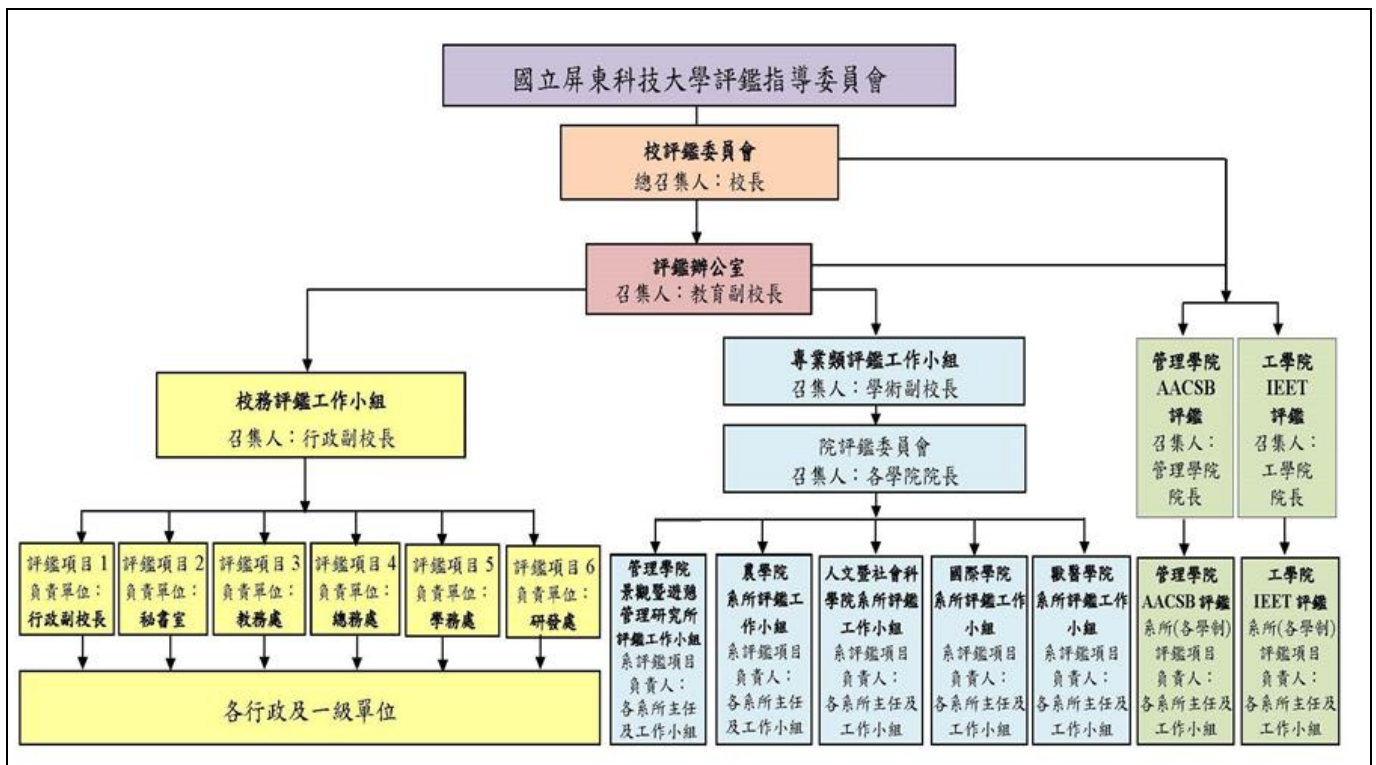 國立屏東科技大學評鑑指導委員會
校評鑑委員會
總召集人：校長
評鑑辦公室
召集人：教育副校長
校務評鑑工作小組
召集人：行政副校長
專業類評鑑工作小組
召集人：學術副校長
院評鑑委員會
召集人：各學院院長
管理學院
AACSB
評鑑
召集人：
管理學院
院長
工學院
IEET
評鑑
召集人：
工學院
院長
評鑑項目 1
負責單位：
行政副校長
評鑑項目 2
負責單位：
秘書室
評鑑項目 3
負責單位：
教務處
評鑑項目 4
負責單位：
總務處
評鑑項目 5
負責單位：
學務處
評鑑項目 6
負責單位：
研發處
各行政及一級單位
管理學院
景觀暨遊憩
管理研究所
評鑑工作小組
系評鑑項目
負責人：
各系所主任
及工作小組
農學院
系所評鑑工
作小組
系評鑑項目
負責人：
各系所主任
及工作小組
人文暨社會科
學院系所評鑑
工作小組
系評鑑項目
負責人：
各系所主任及
工作小組
國際學院
系所評鑑工作
小組
系評鑑項目
負責人：
各系所主任及
工作小組
獸醫學院
系所評鑑工作
小組
系評鑑項目
負責人：
各系所主任及
工作小組
管理學院
AACSB 評鑑
系所(各學制)
評鑑項目
負責人：
各系所主任及
工作小組
工學院
IEET 評鑑
系所(各學制)
評鑑項目
負責人：
各系所主任及
工作小組